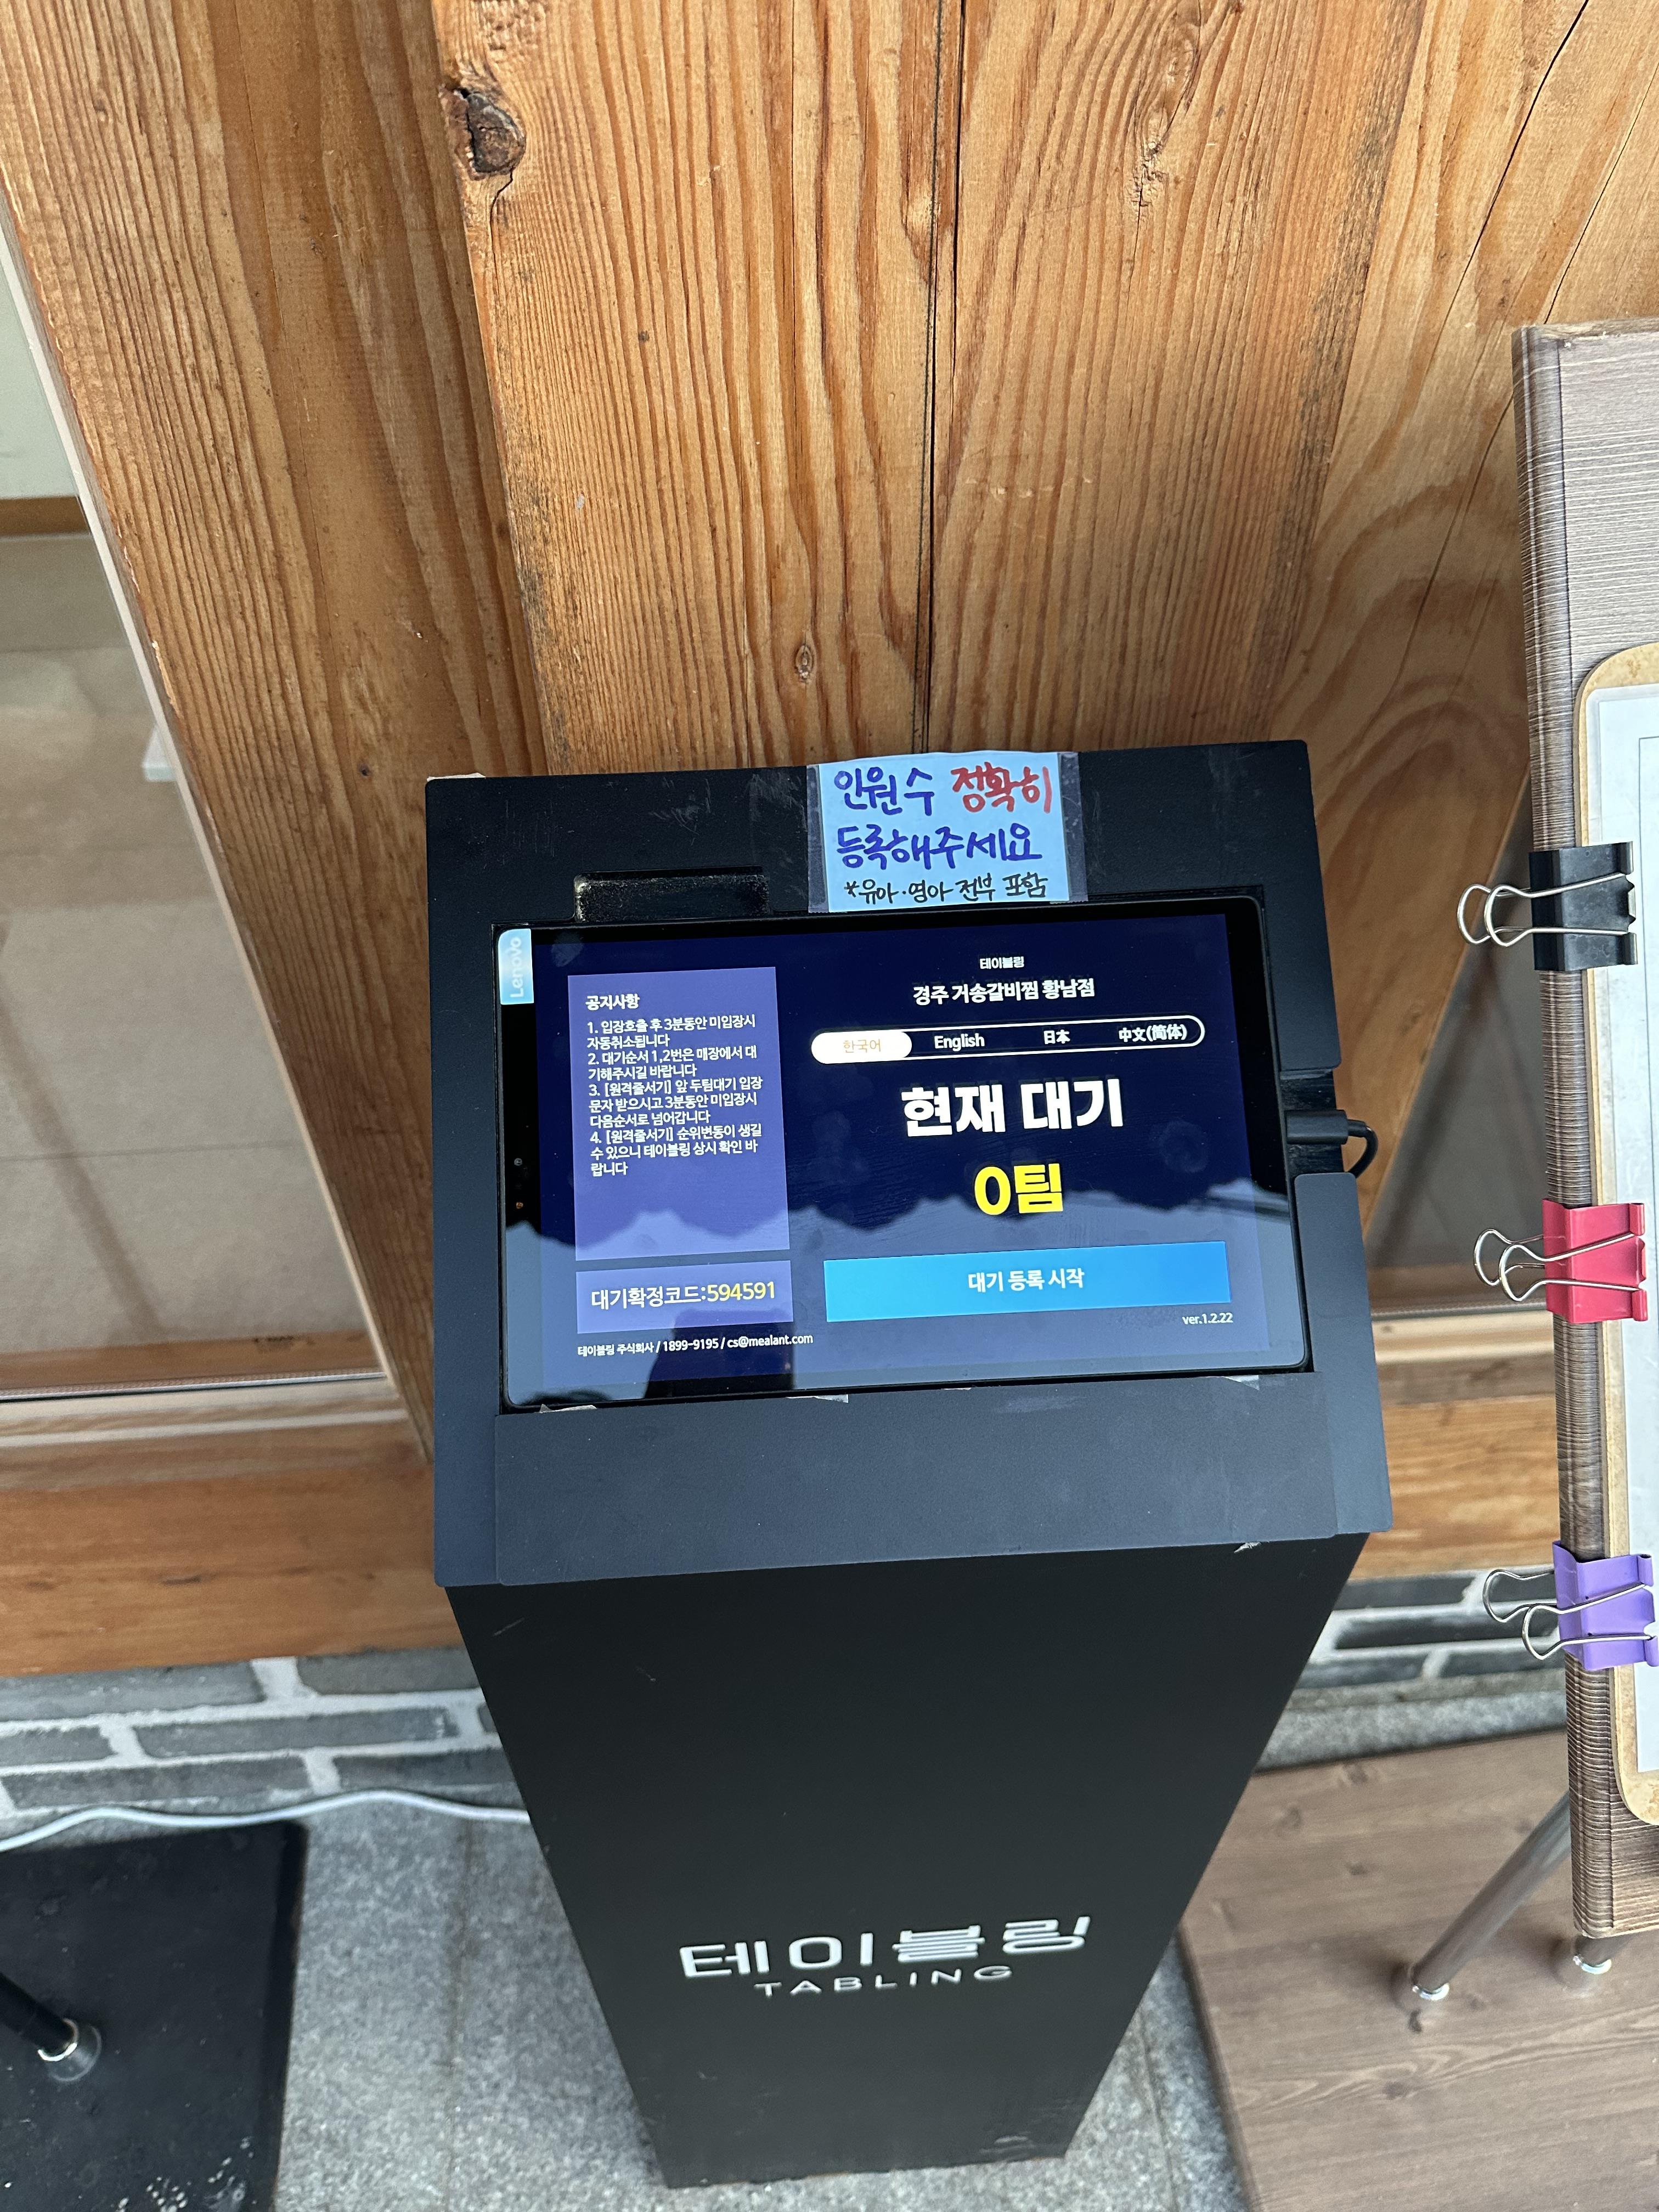 인원수 정확히
등록해주세요
*유아·영아 전부 포함
Lenovo
공지사항
1. 입장호출 후 3분동안 미입장시
자동취소됩니다
2. 대기순서 1,2번은 매장에서 대
기해주시길 바랍니다
3. [원격줄서기] 앞 두팀대기 입장
문자 받으시고 3분동안 미입장시
다음순서로 넘어갑니다
4. [원격줄서기] 순위변동이 생길
수 있으니 테이블링 상시 확인 바
랍니다
대기확정코드:594591
테이블링 주식회사 / 1899-9195 / cs@mealant.com
테이블링
경주 거송갈비찜 황남점
한국어 English 日本 中文(简体)
현재 대기
0팀
대기 등록 시작
ver.1.2.22
테이블링
TABLING